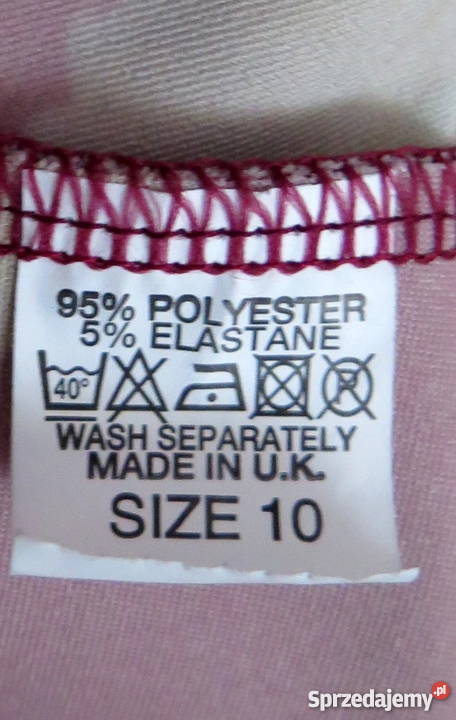 95% POLYESTER
5% ELASTANE
40°
P
WASH SEPARATELY
MADE IN U.K.
SIZE 10
Sprzedajemy.pl